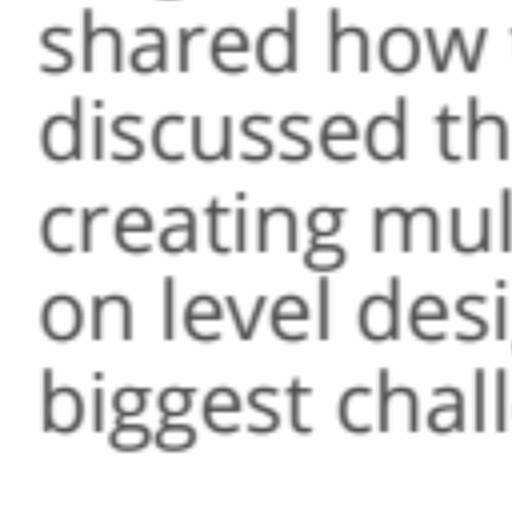 shared how
discussed th
creating mul
on level desi
biggest chall